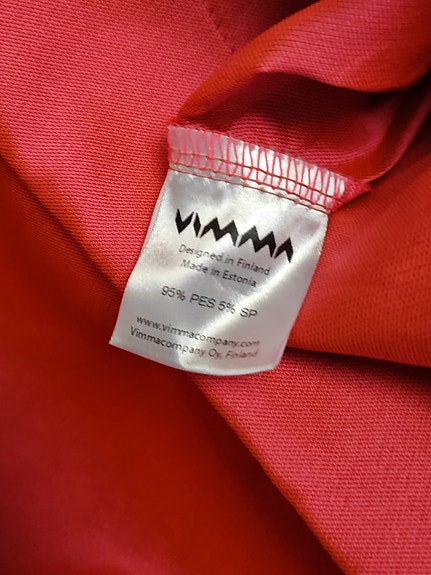 VIMMA
Designed in Finland
Made in Estonia
95% PES 5% SP
www.vimmacompany.com
Vimmacompany Oy, Finland